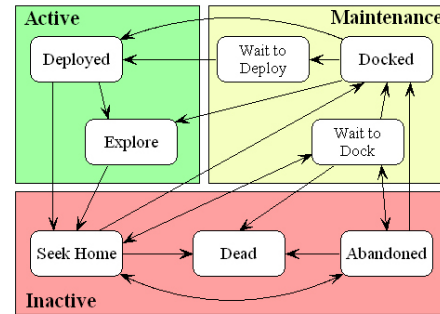 Active
Maintenance
Deployed
Wait to
Deploy
Docked
Explore
Wait to
Dock
Seek Home
Dead
Abandoned
Inactive